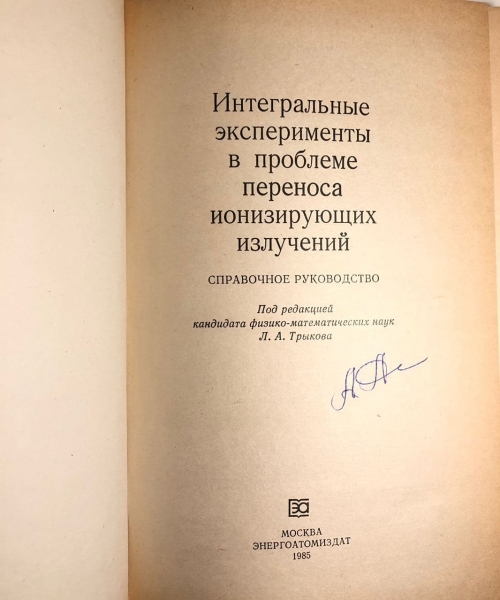 Интегральные
эксперименты
в проблеме
переноса
ионизирующих
излучений
СПРАВОЧНОЕ РУКОВОДСТВО
Под редакцией
кандидата физико-математических наук
Л. А. Трыкова
МОСКВА
ЭНЕРГОАТОМИЗДАТ
1985